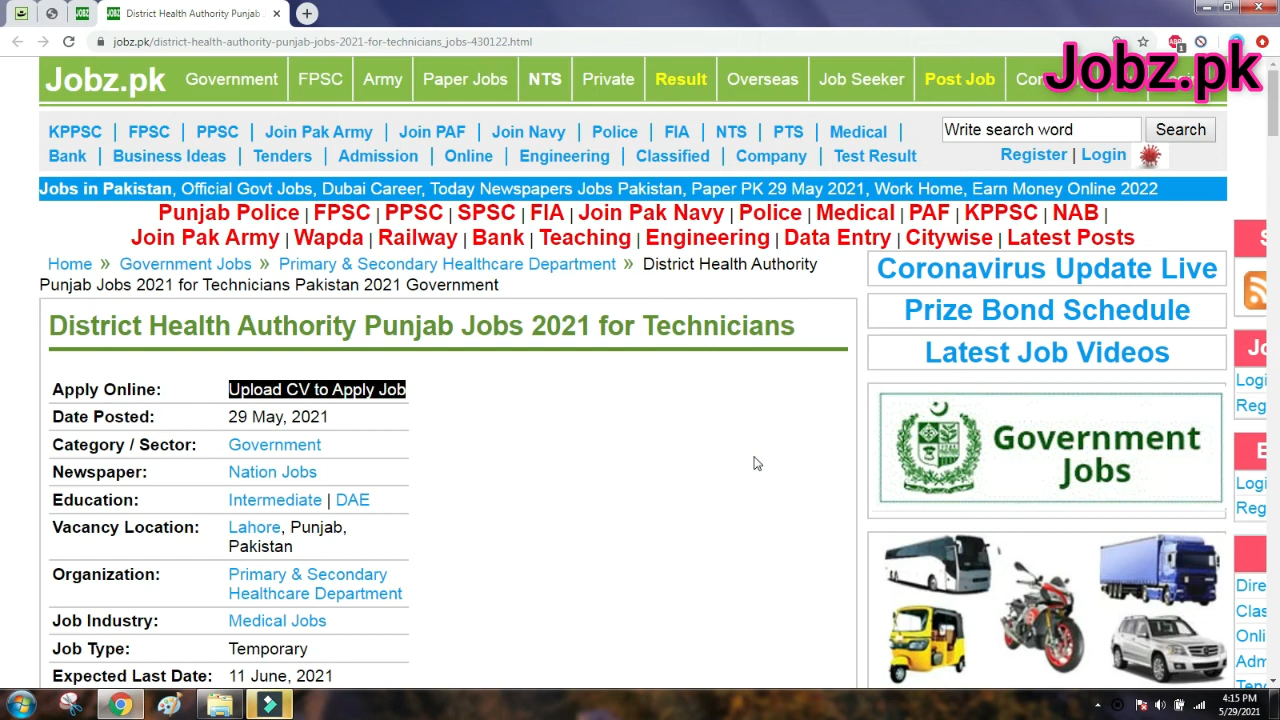 District Health Authority Punjab
jobz.pk/district-health-authority-punjab-jobs-2021-for-technicians_jobs-430122.html
Jobz.pk Government FPSC Army Paper Jobs NTS Private Result Overseas Job Seeker Post Job
Jobz.pk
KPPSC | FPSC | PPSC | Join Pak Army | Join PAF | Join Navy | Police | FIA | NTS | PTS | Medical |
Bank | Business Ideas | Tenders | Admission | Online | Engineering | Classified | Company | Test Result
Write search word Search
Register | Login
Jobs in Pakistan, Official Govt Jobs, Dubai Career, Today Newspapers Jobs Pakistan, Paper PK 29 May 2021, Work Home, Earn Money Online 2022
Punjab Police | FPSC | PPSC | SPSC | FIA | Join Pak Navy | Police | Medical | PAF | KPPSC | NAB |
Join Pak Army | Wapda | Railway | Bank | Teaching | Engineering | Data Entry | Citywise | Latest Posts
Home » Government Jobs » Primary & Secondary Healthcare Department » District Health Authority
Punjab Jobs 2021 for Technicians Pakistan 2021 Government
District Health Authority Punjab Jobs 2021 for Technicians
Apply Online: Upload CV to Apply Job
Date Posted: 29 May, 2021
Category / Sector: Government
Newspaper: Nation Jobs
Education: Intermediate | DAE
Vacancy Location: Lahore, Punjab,
Pakistan
Organization: Primary & Secondary
Healthcare Department
Job Industry: Medical Jobs
Job Type: Temporary
Expected Last Date: 11 June, 2021
Coronavirus Update Live
Prize Bond Schedule
Latest Job Videos
Government
Jobs
4:15 PM
5/29/2021